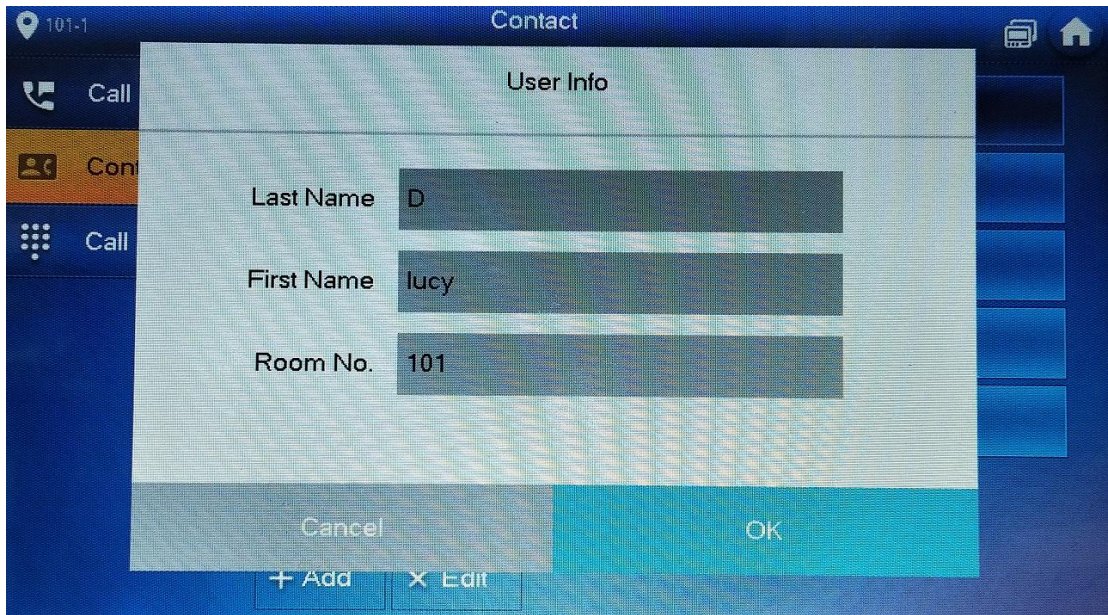 101-1
Contact
Call
User Info
Last Name D
First Name lucy
Call
Room No. 101
Cancel
OK
+ Add
× Edit